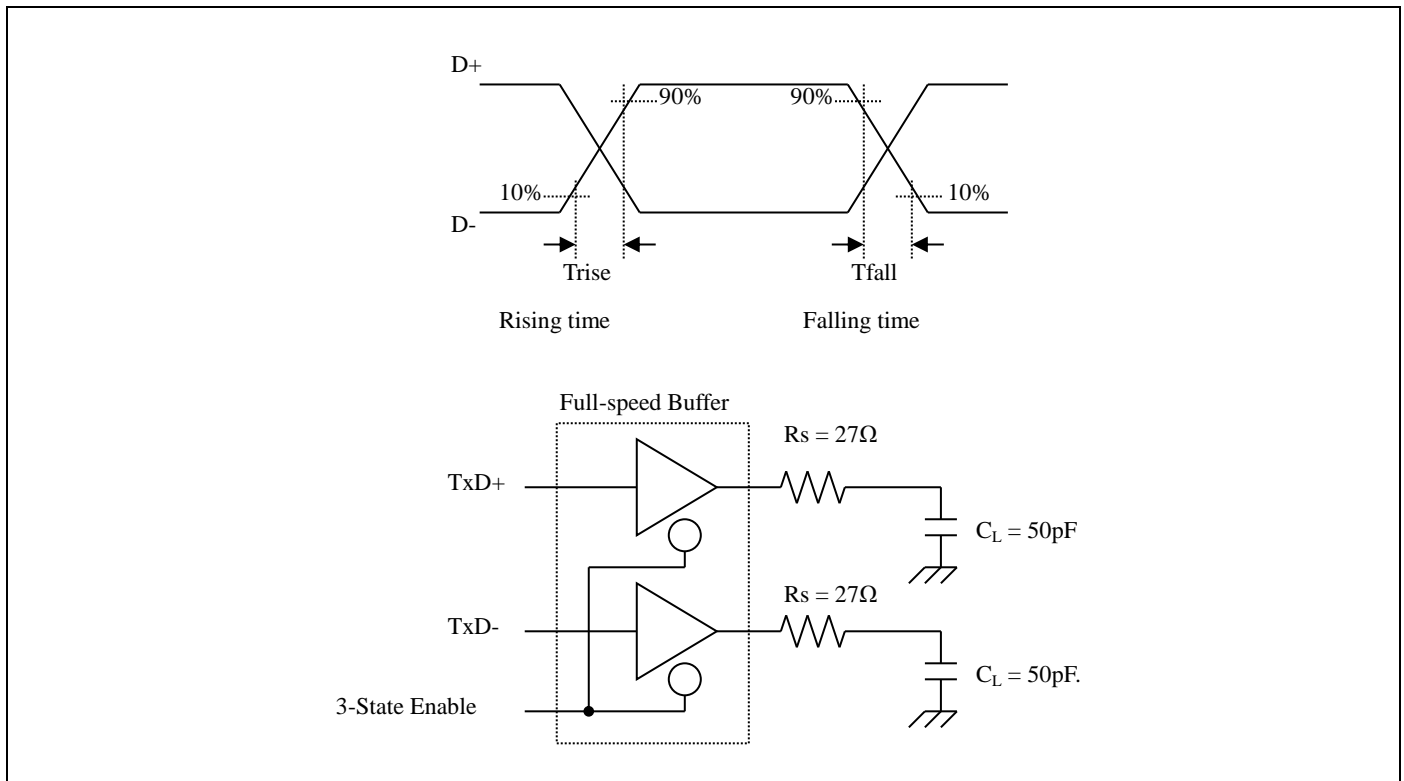 D+
90% 90%
10% 10%
D-
Trise Tfall
Rising time Falling time
Full-speed Buffer
Rs = 27Ω
TxD+
C_L = 50pF
Rs = 27Ω
TxD-
C_L = 50pF.
3-State Enable